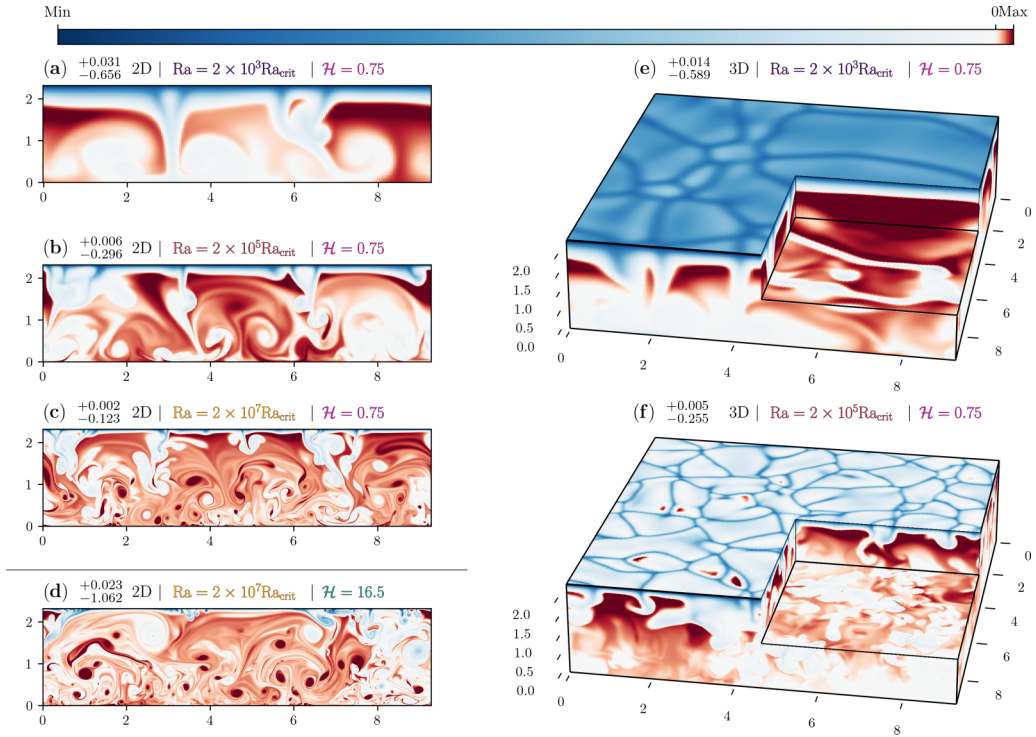 Min 0Max
(a) +0.031 −0.656 2D | Ra = 2 × 10³Ra_crit | ℋ = 0.75
2
1
0
0 2 4 6 8
(b) +0.006 −0.296 2D | Ra = 2 × 10⁵Ra_crit | ℋ = 0.75
2
1
0
0 2 4 6 8
(c) +0.002 −0.123 2D | Ra = 2 × 10⁷Ra_crit | ℋ = 0.75
2
1
0
0 2 4 6 8
(d) +0.023 −1.062 2D | Ra = 2 × 10⁷Ra_crit | ℋ = 16.5
2
1
0
0 2 4 6 8
(e) +0.014 −0.589 3D | Ra = 2 × 10³Ra_crit | ℋ = 0.75
2.0
1.5
1.0
0.5
0.0
0 2 4 6 8
0
2
4
6
8
(f) +0.005 −0.255 3D | Ra = 2 × 10⁵Ra_crit | ℋ = 0.75
2.0
1.5
1.0
0.5
0.0
0 2 4 6 8
0
2
4
6
8